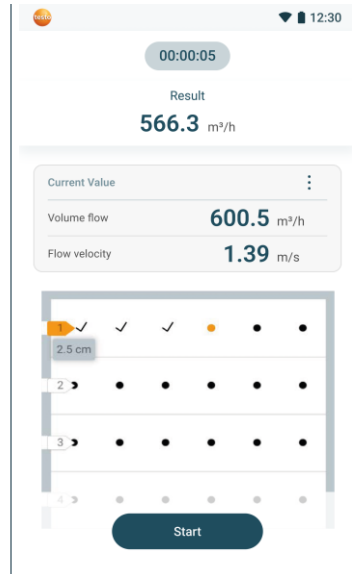 testo
12:30
00:00:05
Result
566.3 m³/h
Current Value
Volume flow 600.5 m³/h
Flow velocity 1.39 m/s
1
2.5 cm
2
3
4
Start